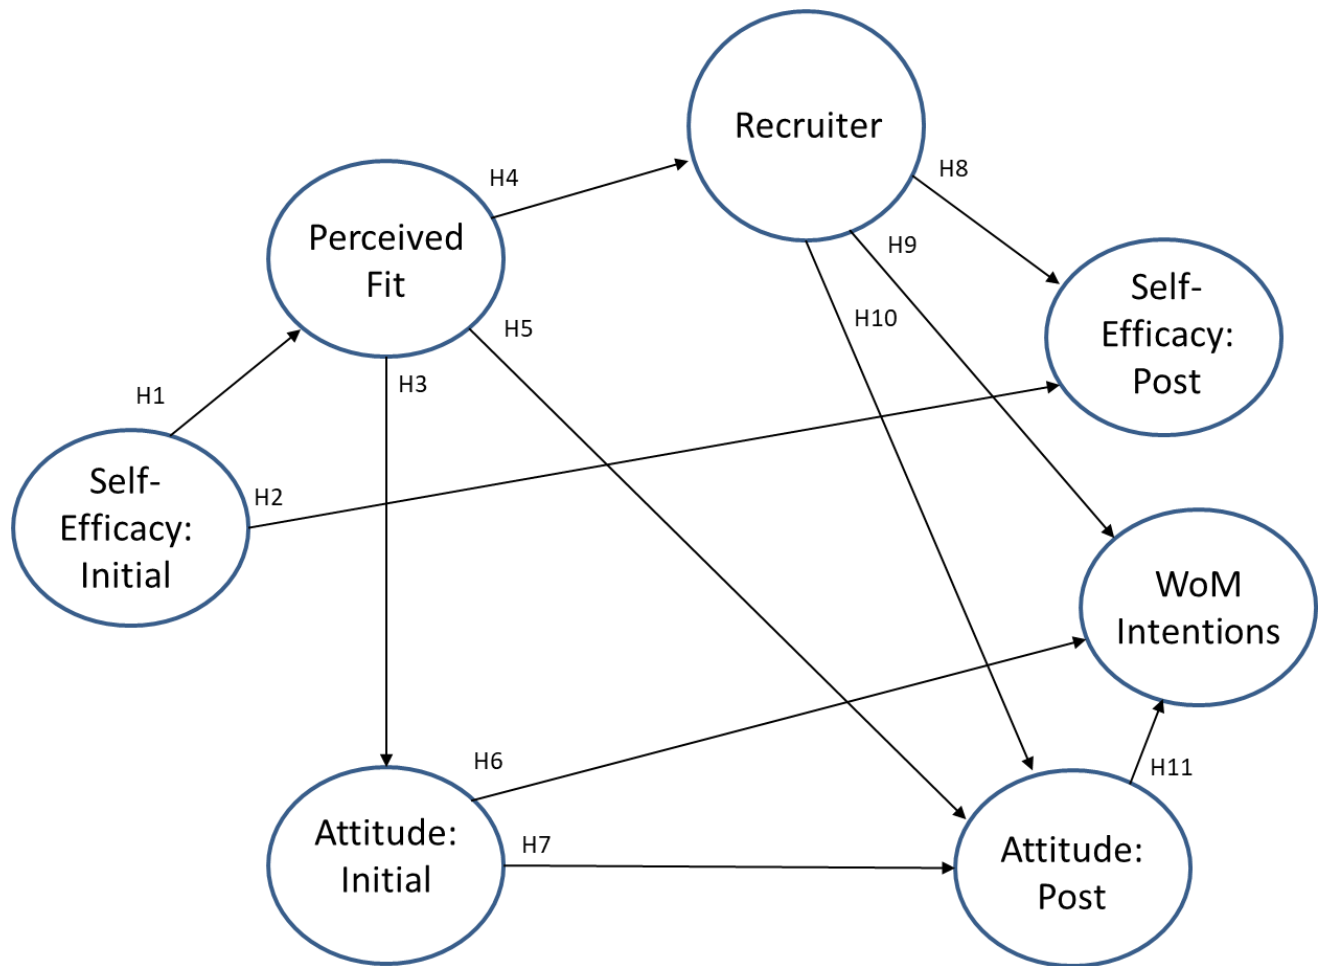 Recruiter
H4
H8
Perceived
Fit
H9
H10
Self-
Efficacy:
Post
H5
H3
H1
Self-
Efficacy:
Initial
H2
WoM
Intentions
H6
H11
Attitude:
Initial
H7
Attitude:
Post